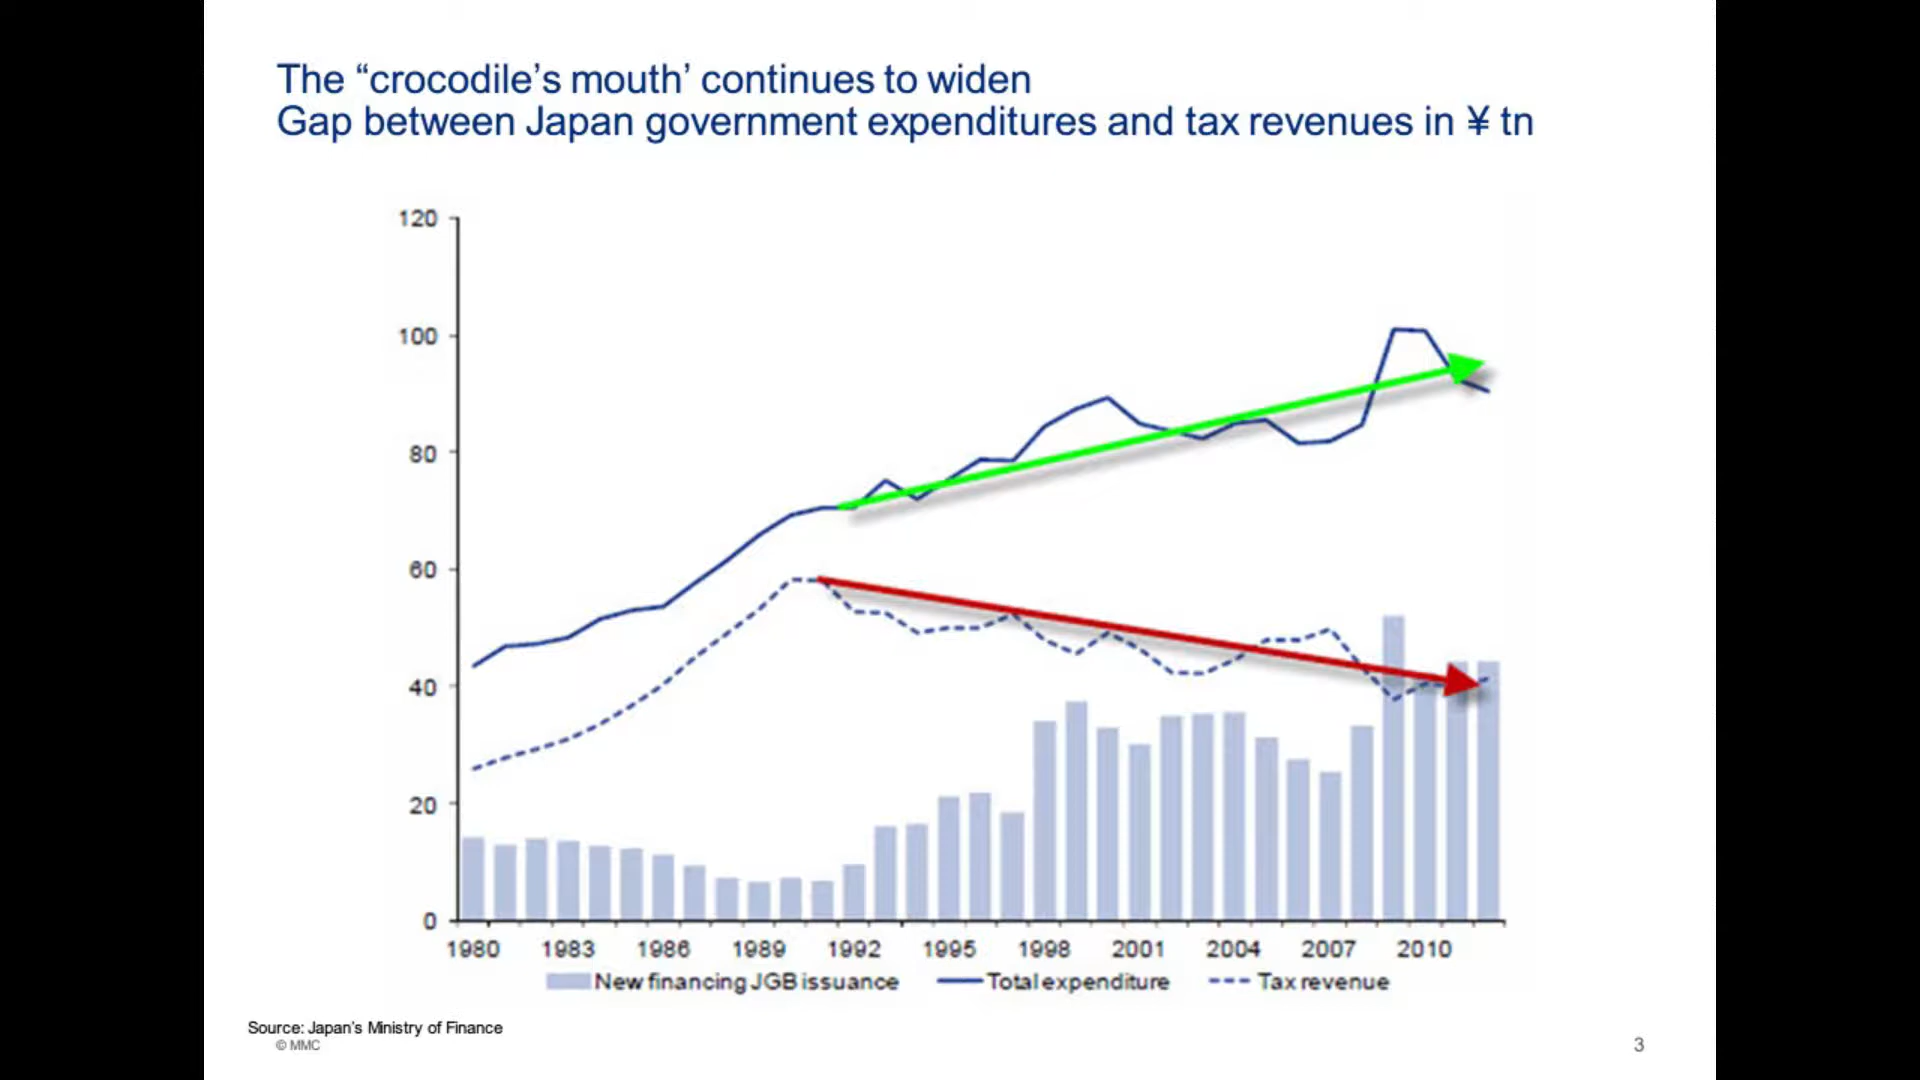 The “crocodile’s mouth’ continues to widen
Gap between Japan government expenditures and tax revenues in ¥ tn
120
100
80
60
40
20
0
1980 1983 1986 1989 1992 1995 1998 2001 2004 2007 2010
New financing JGB issuance Total expenditure Tax revenue
Source: Japan’s Ministry of Finance
© MMC
3